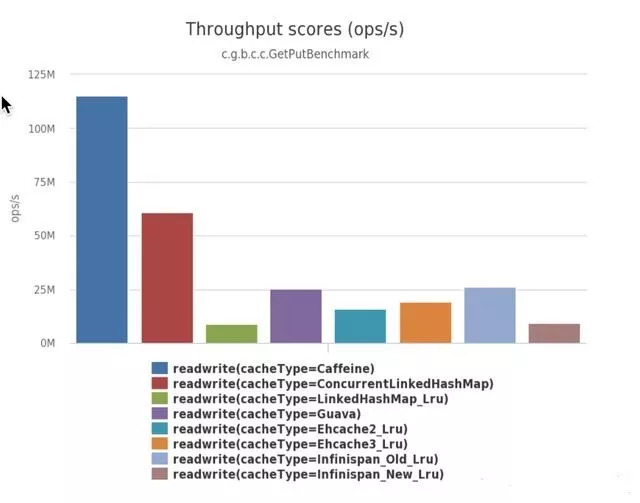 Throughput scores (ops/s)
c.g.b.c.c.GetPutBenchmark
125M
100M
75M
50M
25M
0M
ops/s
readwrite(cacheType=Caffeine)
readwrite(cacheType=ConcurrentLinkedHashMap)
readwrite(cacheType=LinkedHashMap_Lru)
readwrite(cacheType=Guava)
readwrite(cacheType=Ehcache2_Lru)
readwrite(cacheType=Ehcache3_Lru)
readwrite(cacheType=Infinispan_Old_Lru)
readwrite(cacheType=Infinispan_New_Lru)